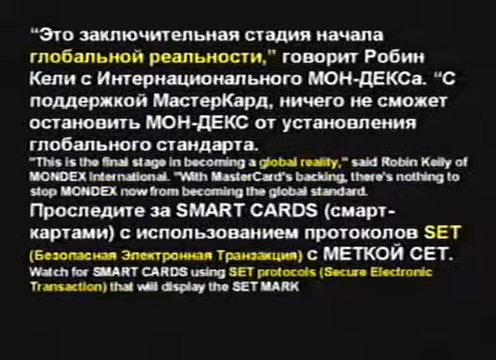 “Это заключительная стадия начала
глобальной реальности,” говорит Робин
Кели с Интернационального МОН-ДЕКСа. “С
поддержкой МастерКард, ничего не сможет
остановить МОН-ДЕКС от установления
глобального стандарта.
"This is the final stage in becoming a global reality," said Robin Kelly of
MONDEX International. "With MasterCard's backing, there's nothing to
stop MONDEX now from becoming the global standard.
Проследите за SMART CARDS (смарт-
картами) с использованием протоколов SET
(Безопасная Электронная Транзакция) с МЕТКОЙ СЕТ.
Watch for SMART CARDS using SET protocols (Secure Electronic
Transaction) that will display the SET MARK